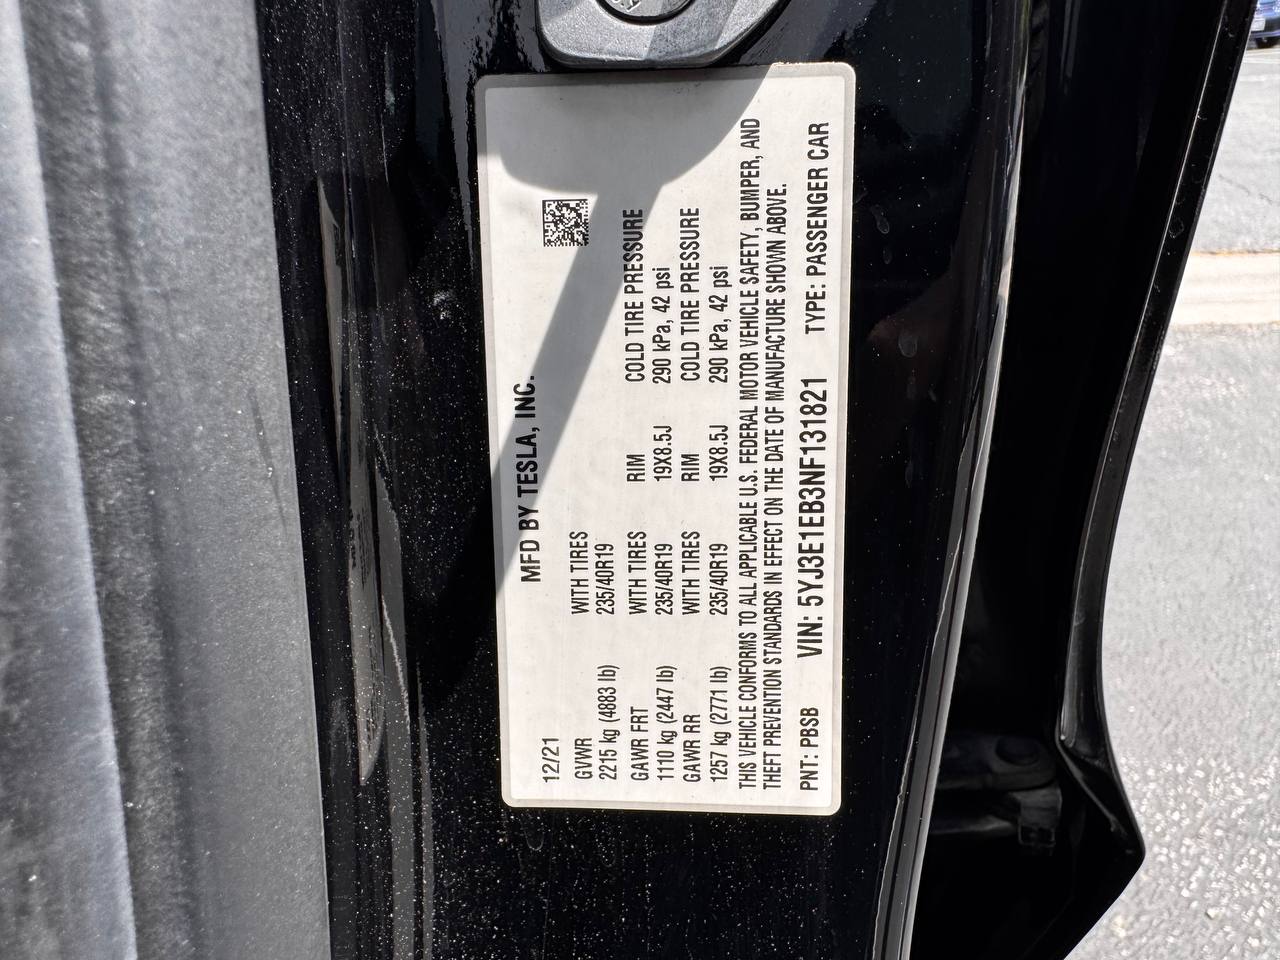 MFD BY TESLA, INC.
12/21
GVWR WITH TIRES
2215 kg (4883 lb) 235/40R19
GAWR FRT WITH TIRES RIM COLD TIRE PRESSURE
1110 kg (2447 lb) 235/40R19 19X8.5J 290 kPa, 42 psi
GAWR RR WITH TIRES RIM COLD TIRE PRESSURE
1257 kg (2771 lb) 235/40R19 19X8.5J 290 kPa, 42 psi
THIS VEHICLE CONFORMS TO ALL APPLICABLE U.S. FEDERAL MOTOR VEHICLE SAFETY, BUMPER, AND
THEFT PREVENTION STANDARDS IN EFFECT ON THE DATE OF MANUFACTURE SHOWN ABOVE.
PNT: PBSB VIN: 5YJ3E1EB3NF131821 TYPE: PASSENGER CAR